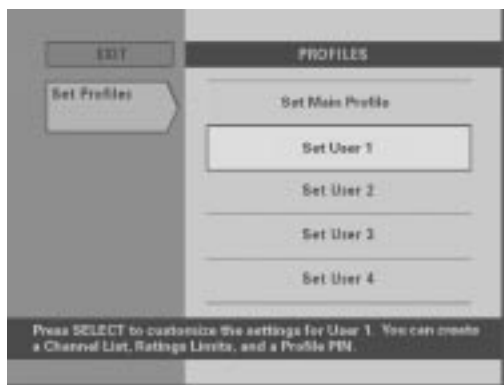 EXIT
PROFILES
Set Profiles
Set Main Profile
Set User 1
Set User 2
Set User 3
Set User 4
Press SELECT to customize the settings for User 1. You can create
a Channel List, Ratings Limits, and a Profile PIN.